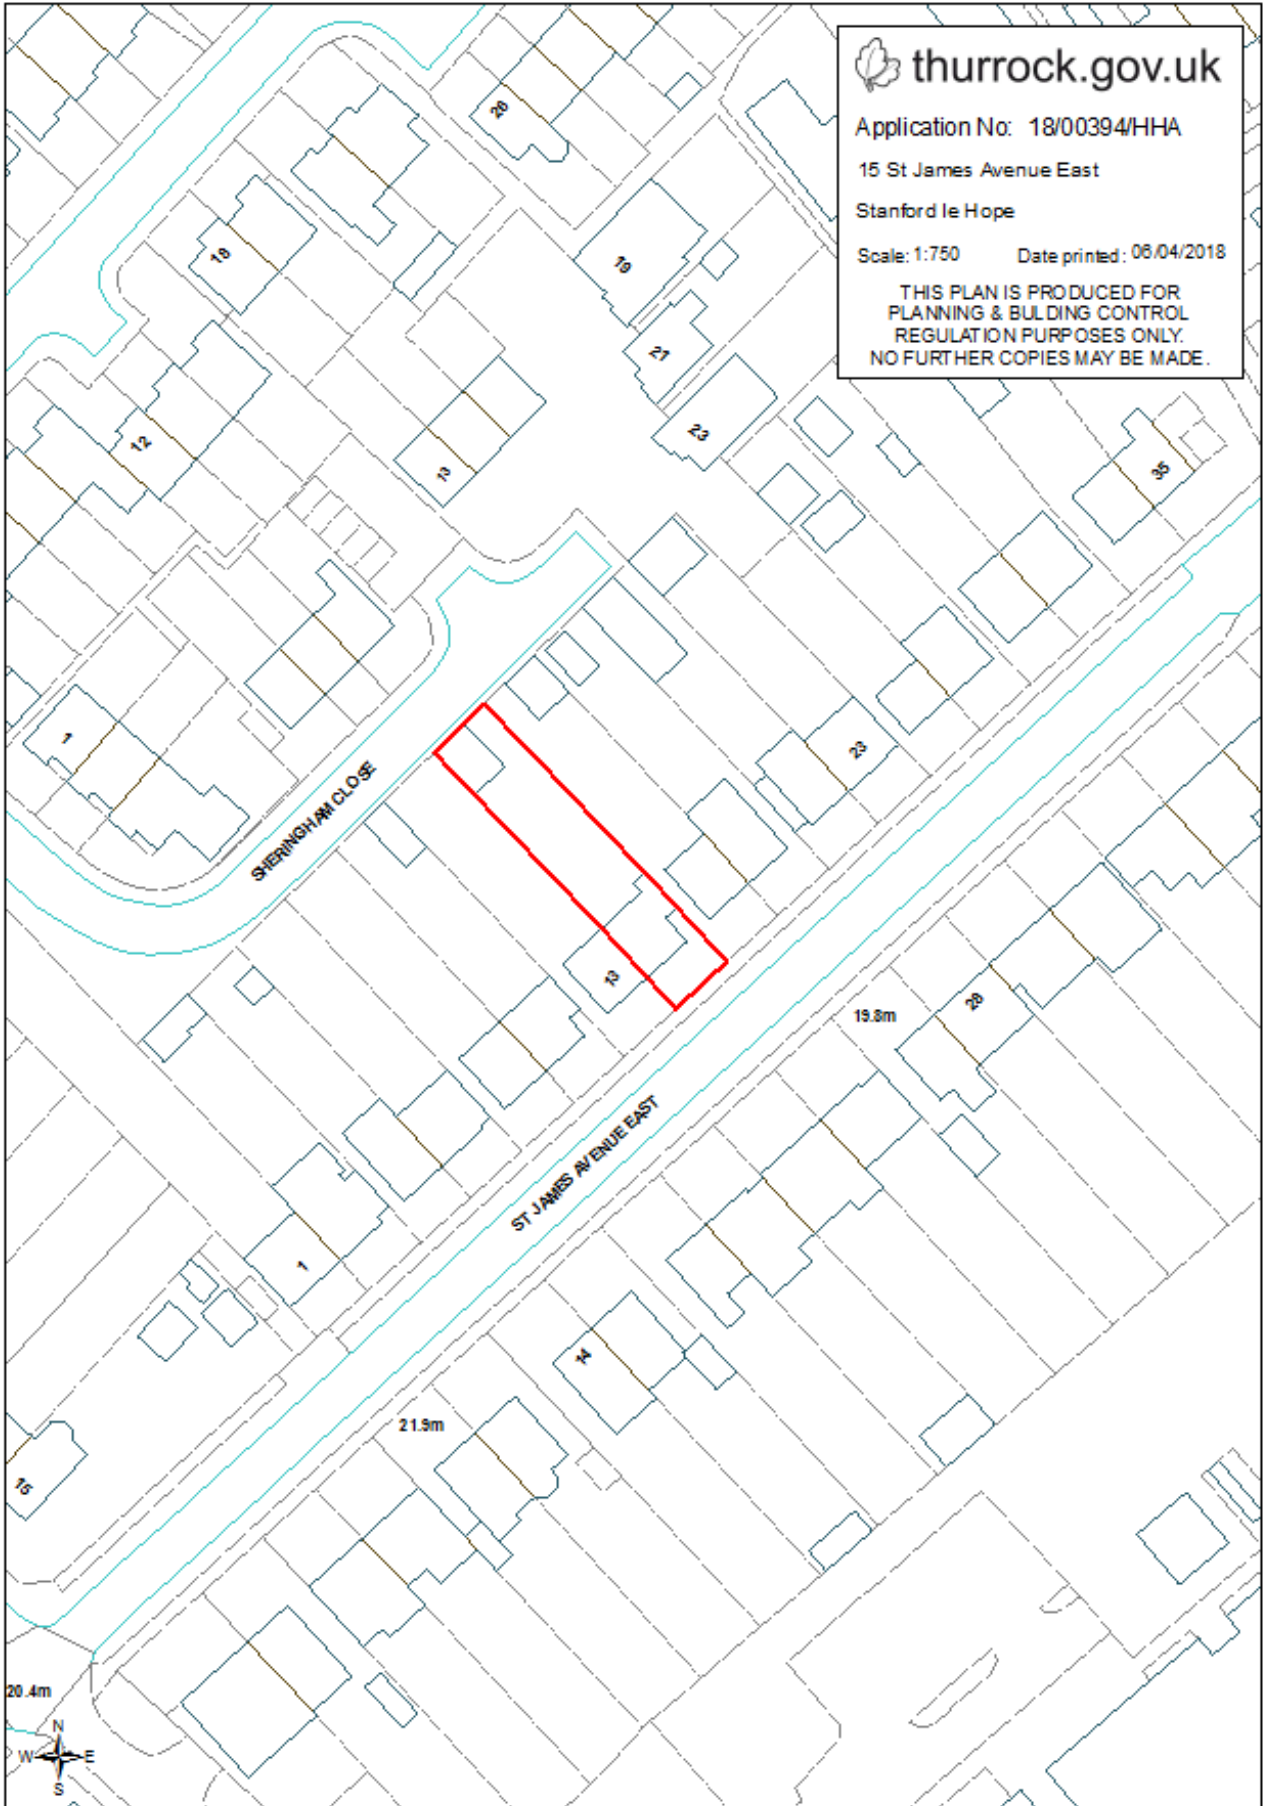 thurrock.gov.uk
Application No: 18/00394/HHA
15 St James Avenue East
Stanford le Hope
Scale: 1:750 Date printed: 06/04/2018
THIS PLAN IS PRODUCED FOR
PLANNING & BULDING CONTROL
REGULATION PURPOSES ONLY.
NO FURTHER COPIES MAY BE MADE.
26
18
19
21
12
23
13
35
1
23
SHERINGHAM CLOSE
13
28
19.8m
ST JAMES AVENUE EAST
1
14
21.9m
15
20.4m
N
W E
S